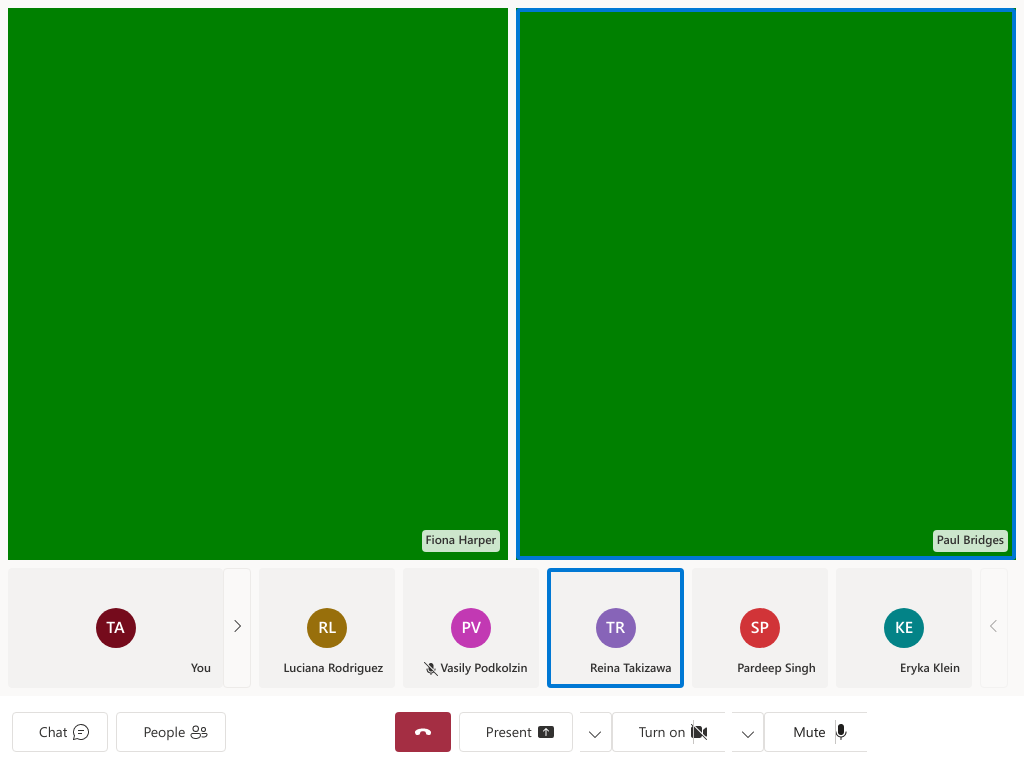 Fiona Harper
Paul Bridges
TA
You
RL
Luciana Rodriguez
PV
Vasily Podkolzin
TR
Reina Takizawa
SP
Pardeep Singh
KE
Eryka Klein
Chat
People
Present
Turn on
Mute